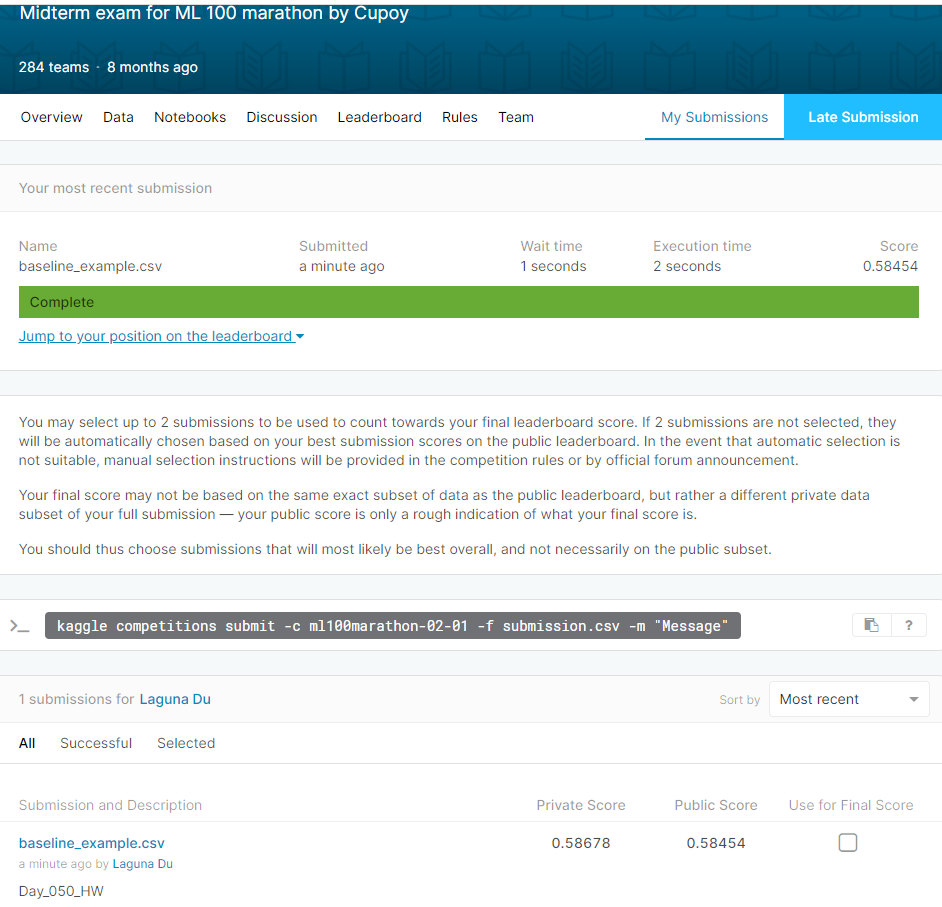 Midterm exam for ML 100 marathon by Cupoy
284 teams · 8 months ago
Overview Data Notebooks Discussion Leaderboard Rules Team My Submissions Late Submission
Your most recent submission
Name Submitted Wait time Execution time Score
baseline_example.csv a minute ago 1 seconds 2 seconds 0.58454
Complete
Jump to your position on the leaderboard
You may select up to 2 submissions to be used to count towards your final leaderboard score. If 2 submissions are not selected, they
will be automatically chosen based on your best submission scores on the public leaderboard. In the event that automatic selection is
not suitable, manual selection instructions will be provided in the competition rules or by official forum announcement.
Your final score may not be based on the same exact subset of data as the public leaderboard, but rather a different private data
subset of your full submission — your public score is only a rough indication of what your final score is.
You should thus choose submissions that will most likely be best overall, and not necessarily on the public subset.
>_ kaggle competitions submit -c ml100marathon-02-01 -f submission.csv -m "Message" ?
1 submissions for Laguna Du Sort by Most recent
All Successful Selected
Submission and Description Private Score Public Score Use for Final Score
baseline_example.csv 0.58678 0.58454
a minute ago by Laguna Du
Day_050_HW